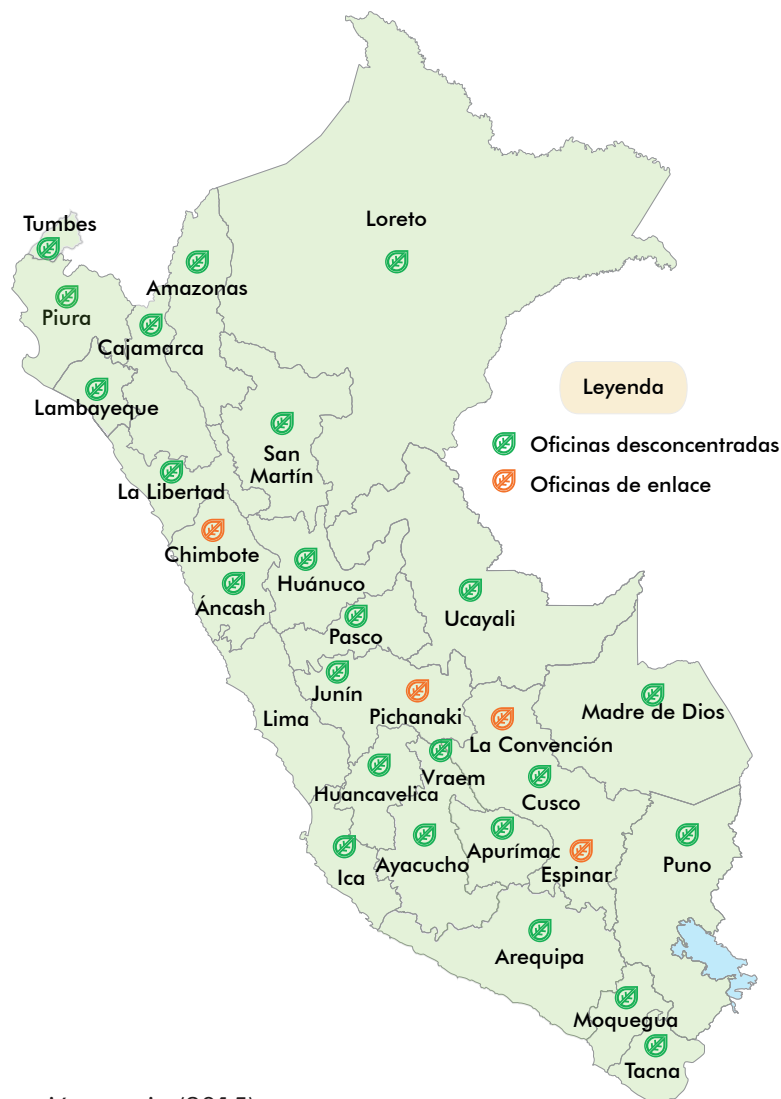 Tumbes
Loreto
Amazonas
Piura
Cajamarca
Leyenda
Lambayeque
Oficinas desconcentradas
San
Martín
Oficinas de enlace
La Libertad
Chimbote
Huánuco
Áncash
Ucayali
Pasco
Junín
Pichanaki
Lima
Madre de Dios
La Convención
Vraem
Huancavelica
Cusco
Apurímac
Ayacucho
Puno
Espinar
Ica
Arequipa
Moquegua
Tacna